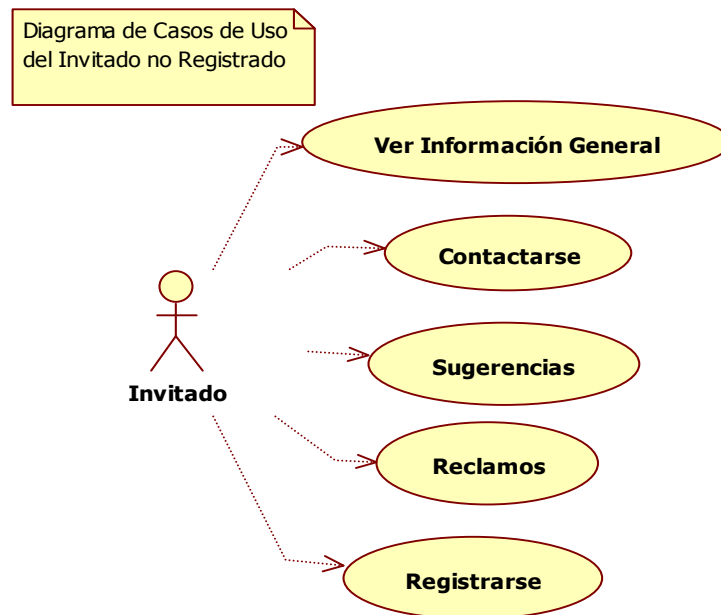 Diagrama de Casos de Uso
del Invitado no Registrado
Ver Información General
Contactarse
Sugerencias
Invitado
Reclamos
Registrarse